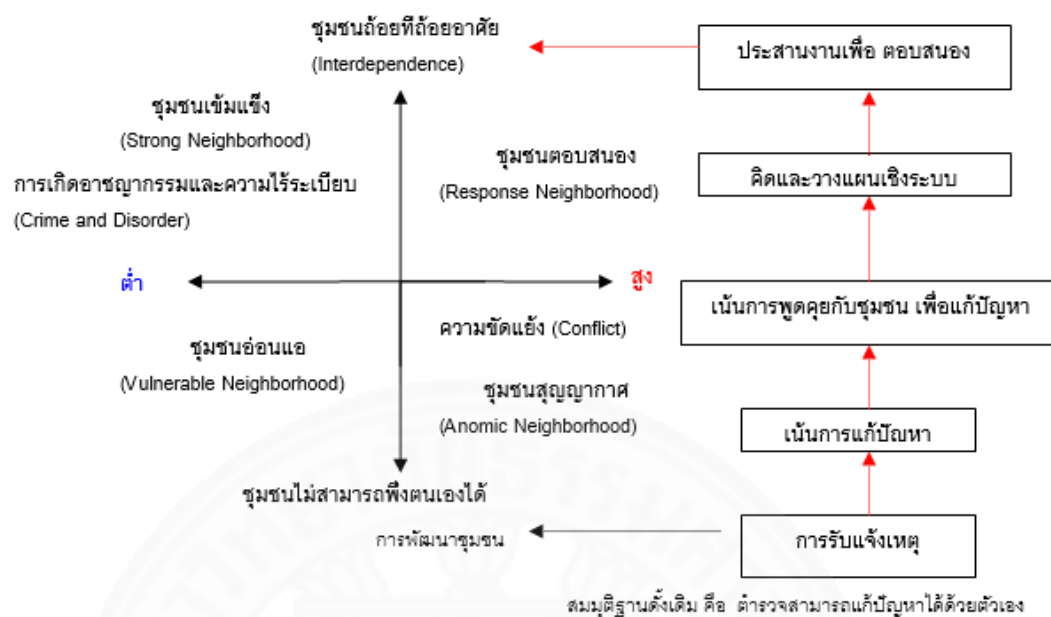 ชุมชนถ้อยทีถ้อยอาศัย
(Interdependence)
ประสานงานเพื่อ ตอบสนอง
ชุมชนเข้มแข็ง
(Strong Neighborhood)
ชุมชนตอบสนอง
(Response Neighborhood)
คิดและวางแผนเชิงระบบ
การเกิดอาชญากรรมและความไร้ระเบียบ
(Crime and Disorder)
ต่ำ
สูง
เน้นการพูดคุยกับชุมชน เพื่อแก้ปัญหา
ความขัดแย้ง (Conflict)
ชุมชนอ่อนแอ
(Vulnerable Neighborhood)
ชุมชนสุญญากาศ
(Anomic Neighborhood)
เน้นการแก้ปัญหา
ชุมชนไม่สามารถพึ่งตนเองได้
การพัฒนาชุมชน
การรับแจ้งเหตุ
สมมุติฐานดั้งเดิม คือ ตำรวจสามารถแก้ปัญหาได้ด้วยตัวเอง